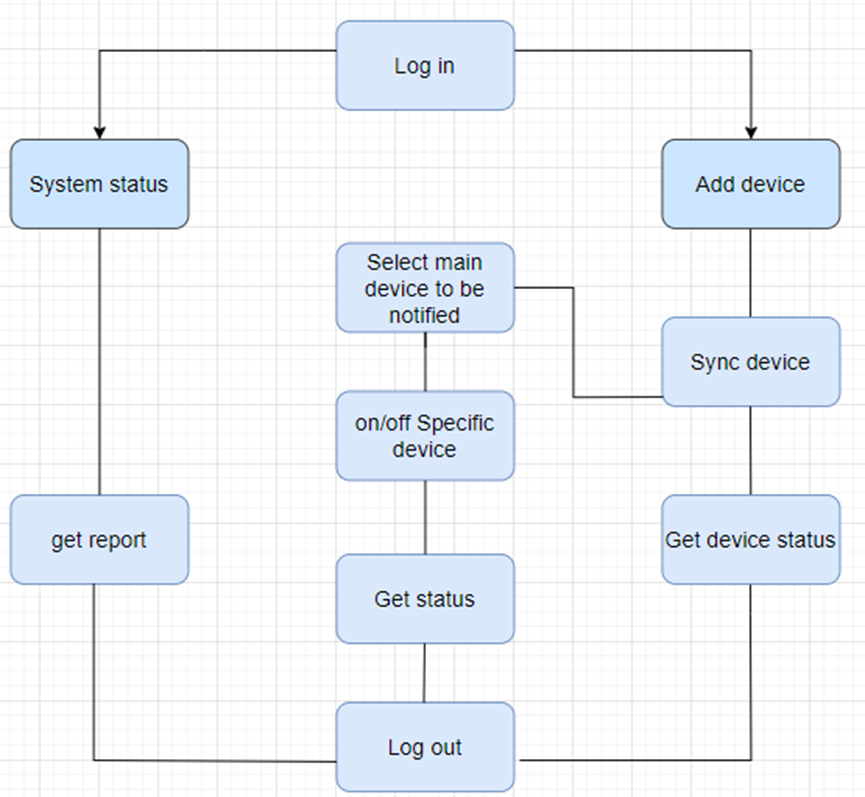 Log in
System status
Add device
Select main
device to be
notified
Sync device
on/off Specific
device
get report
Get device status
Get status
Log out